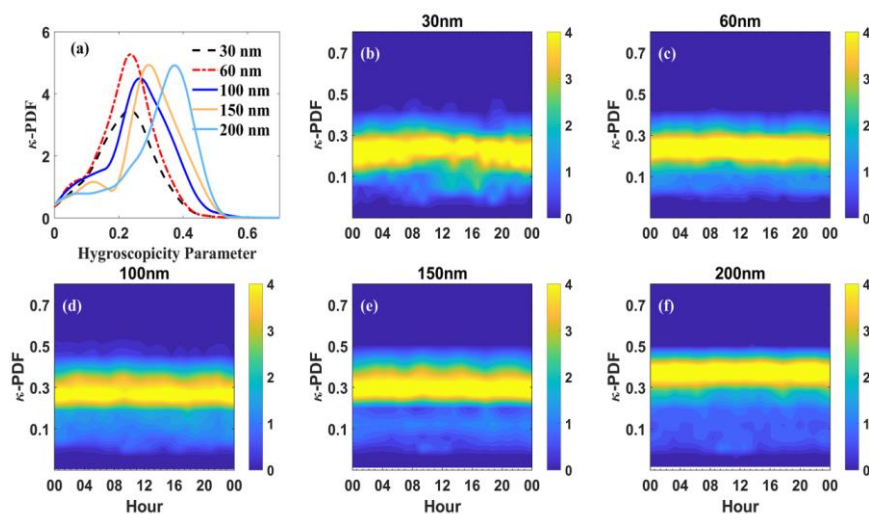 (a)
6
4
2
0
κ-PDF
0 0.2 0.4 0.6
Hygroscopicity Parameter
30 nm
60 nm
100 nm
150 nm
200 nm
30nm
(b)
0.7
0.5
0.3
0.1
κ-PDF
00 04 08 12 16 20 00
4
3
2
1
0
60nm
(c)
0.7
0.5
0.3
0.1
κ-PDF
00 04 08 12 16 20 00
4
3
2
1
0
100nm
(d)
0.7
0.5
0.3
0.1
κ-PDF
00 04 08 12 16 20 00
Hour
4
3
2
1
0
150nm
(e)
0.7
0.5
0.3
0.1
κ-PDF
00 04 08 12 16 20 00
Hour
4
3
2
1
0
200nm
(f)
0.7
0.5
0.3
0.1
κ-PDF
00 04 08 12 16 20 00
Hour
4
3
2
1
0